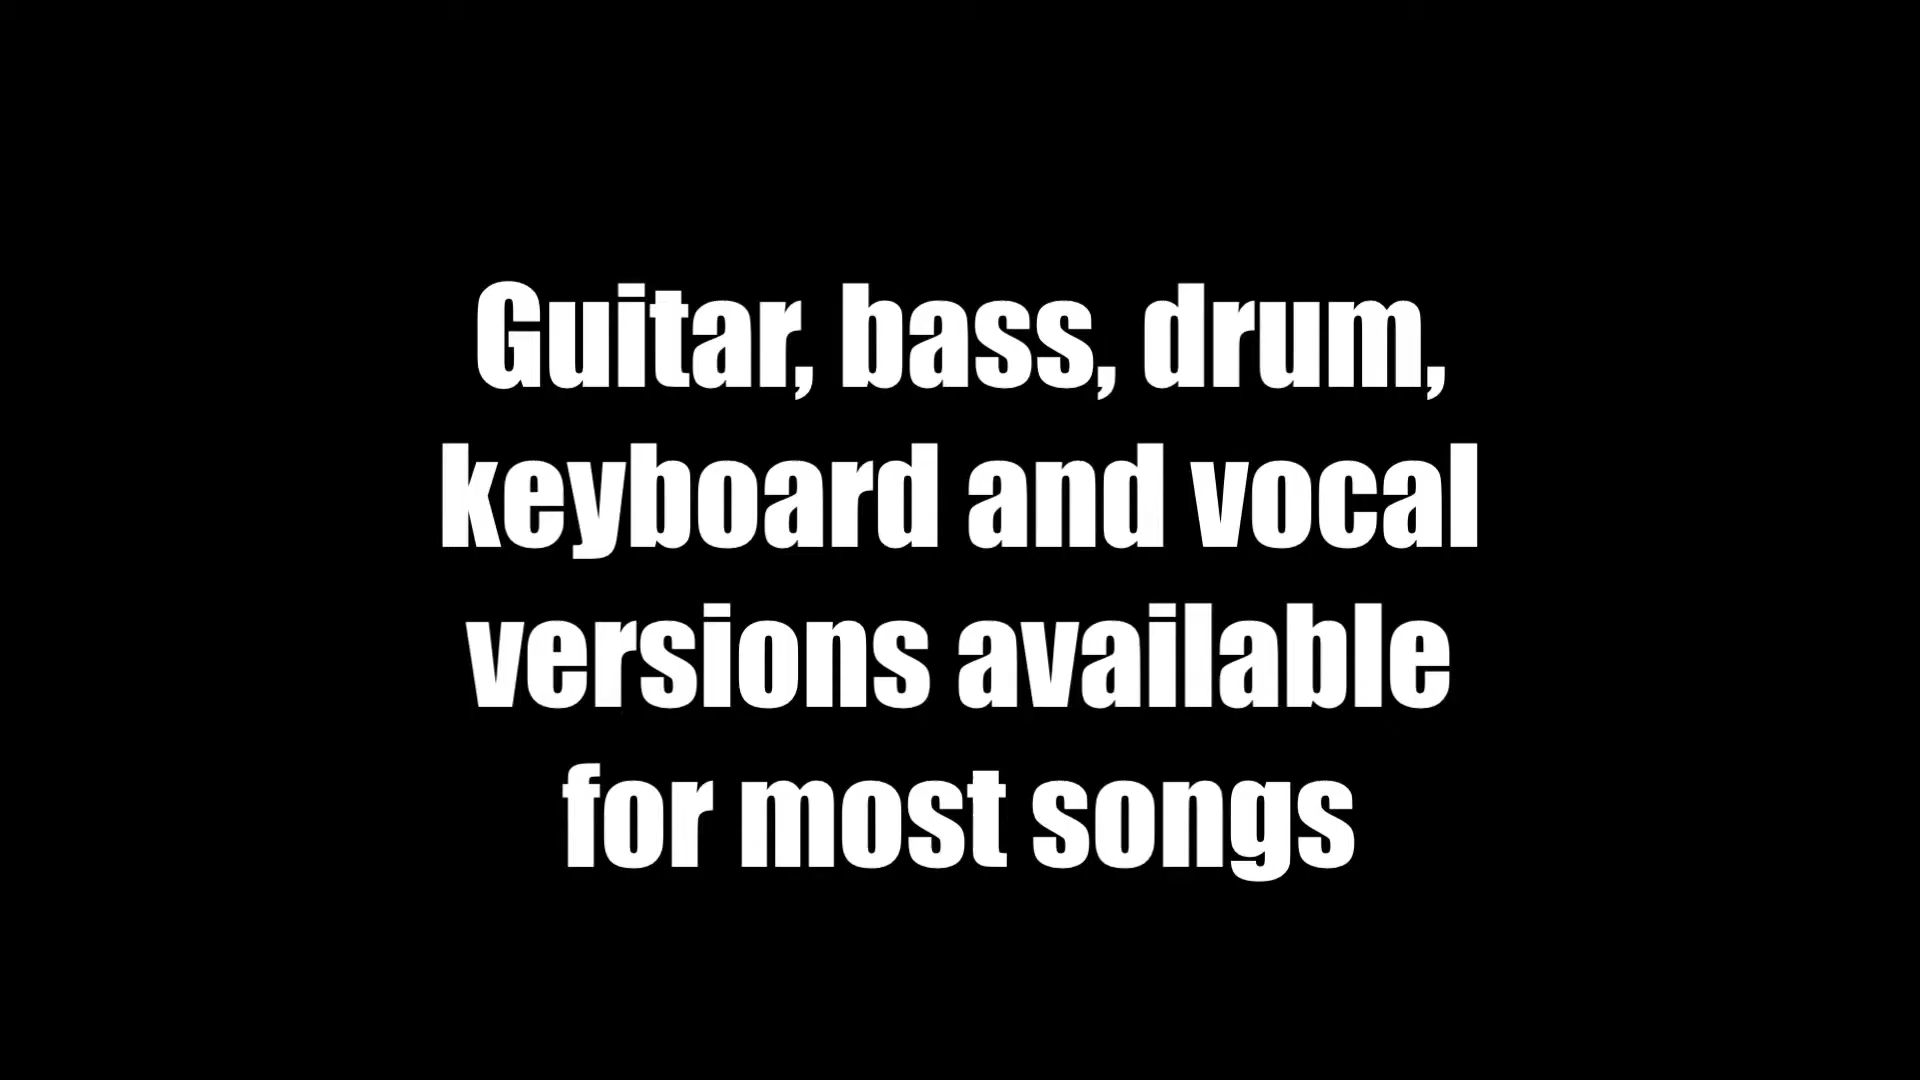 Guitar, bass, drum,
keyboard and vocal
versions available
for most songs